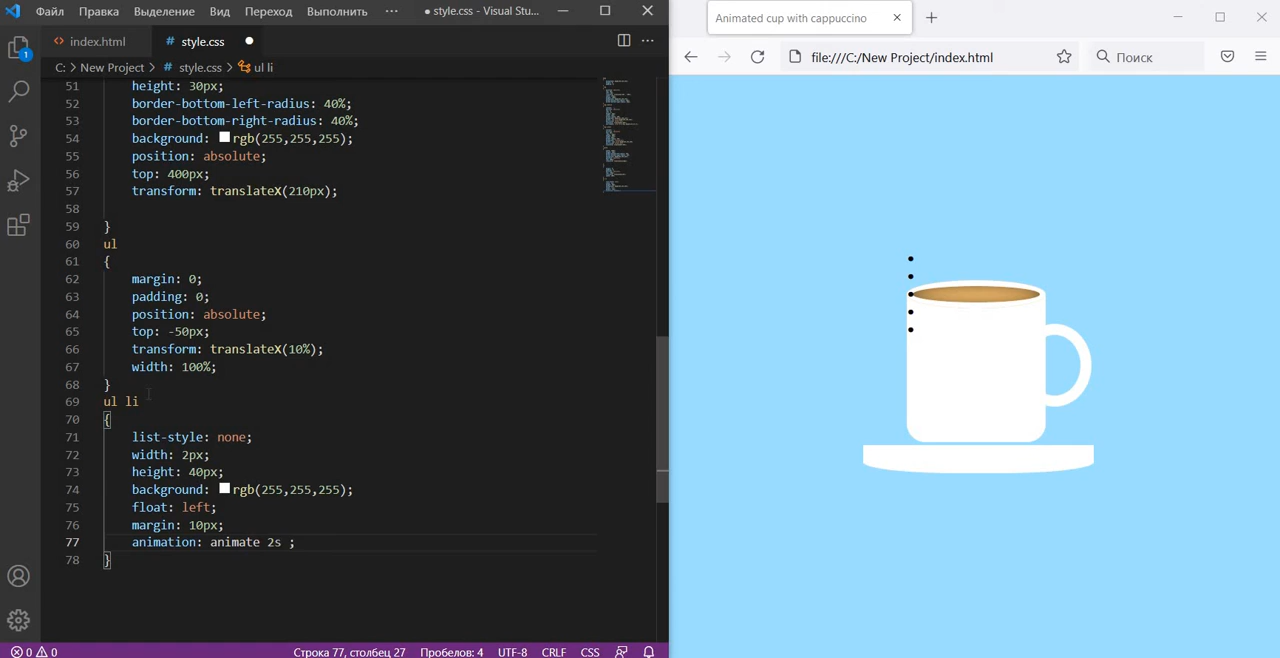 Файл Правка Выделение Вид Переход Выполнить ··· ● style.css - Visual Stu...
Animated cup with cappuccino
index.html
# style.css
file:///C:/New Project/index.html
Поиск
1
C: > New Project > # style.css > ul li
51 height: 30px;
52 border-bottom-left-radius: 40%;
53 border-bottom-right-radius: 40%;
54 background: rgb(255,255,255);
55 position: absolute;
56 top: 400px;
57 transform: translateX(210px);
58
59 }
60 ul
61 {
62 margin: 0;
63 padding: 0;
64 position: absolute;
65 top: -50px;
66 transform: translateX(10%);
67 width: 100%;
68 }
69 ul li
70 {
71 list-style: none;
72 width: 2px;
73 height: 40px;
74 background: rgb(255,255,255);
75 float: left;
76 margin: 10px;
77 animation: animate 2s ;
78 }
0 0 Строка 77, столбец 27 Пробелов: 4 UTF-8 CRLF CSS